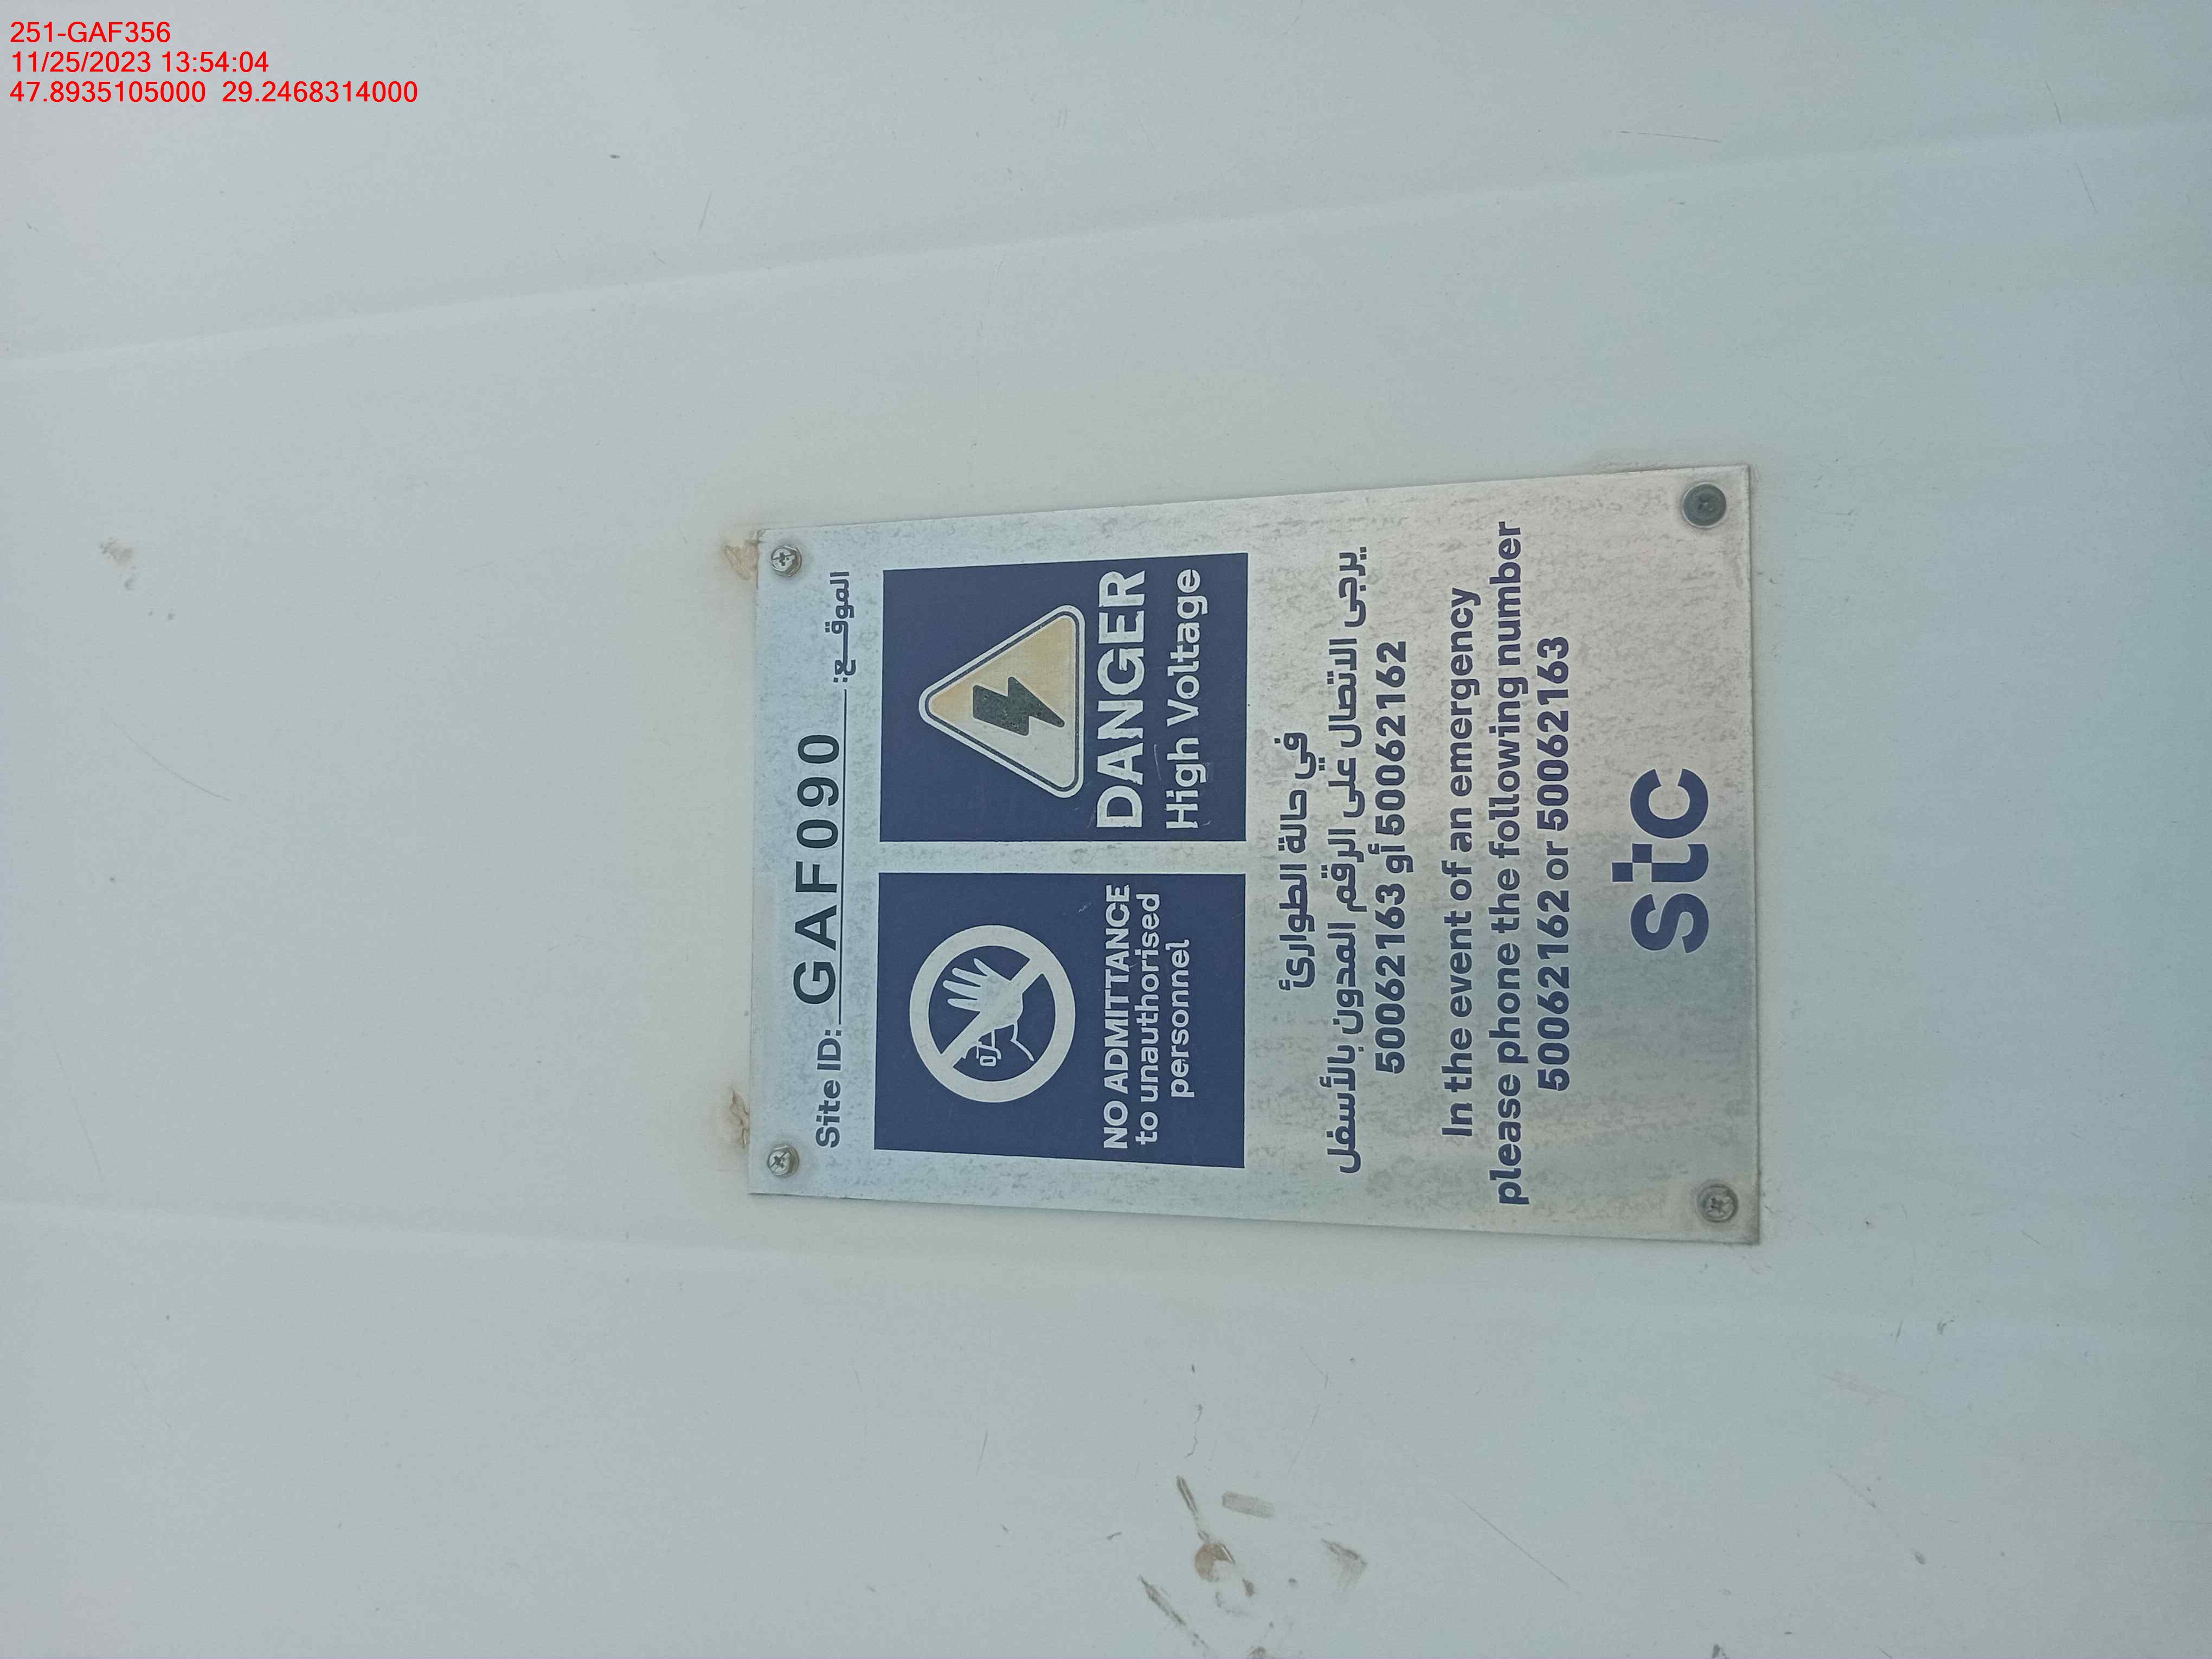 251-GAF356
11/25/2023 13:54:04
47.8935105000 29.2468314000
Site ID: GAF090 الموقــع:
NO ADMITTANCE
to unauthorised
personnel
DANGER
High Voltage
في حالة الطوارئ
يرجى الاتصال على الرقم المدون بالأسفل
50062163 أو 50062162
In the event of an emergency
please phone the following number
50062162 or 50062163
stc